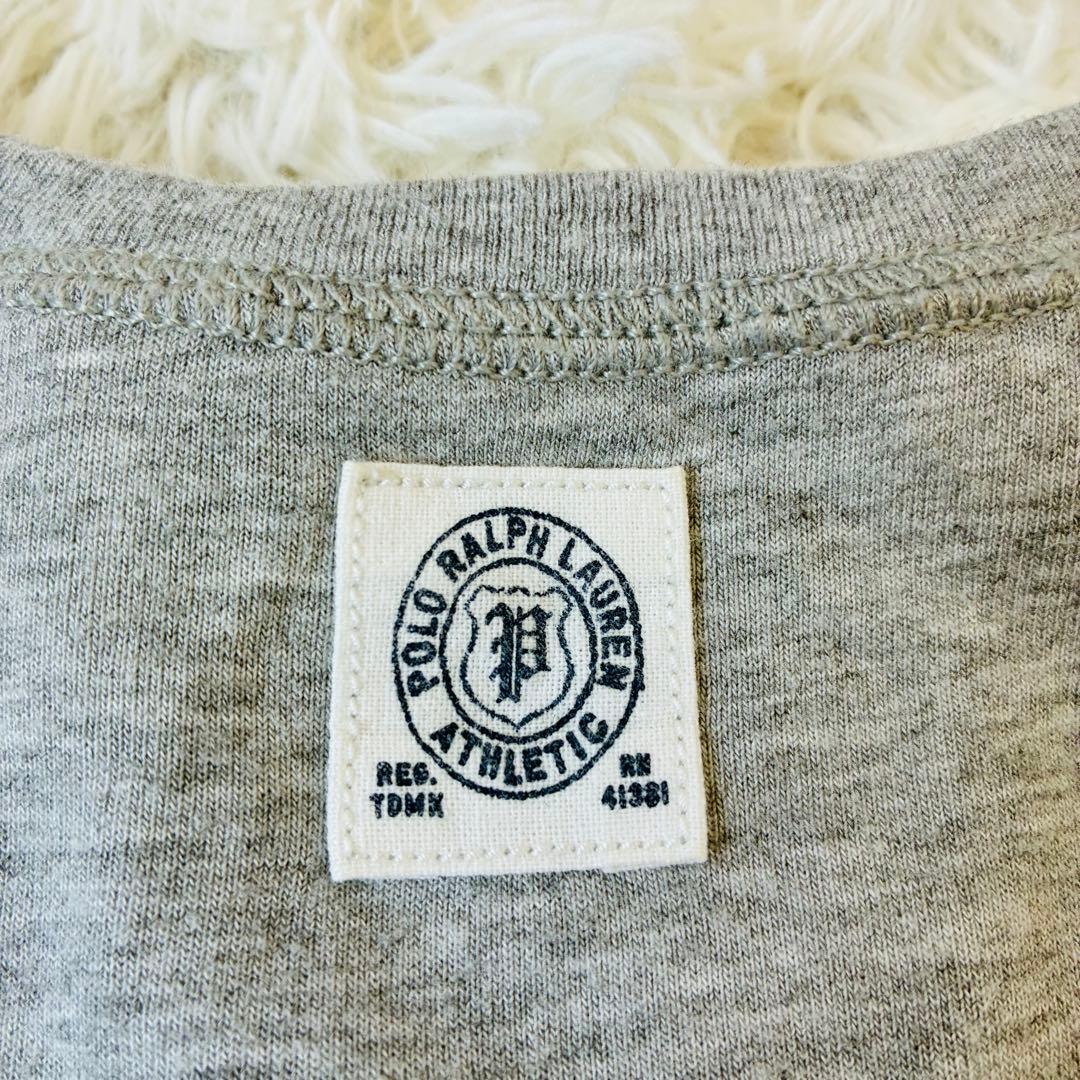 POLO RALPH LAUREN
P
ATHLETIC
REG. RN
TDMK 41381